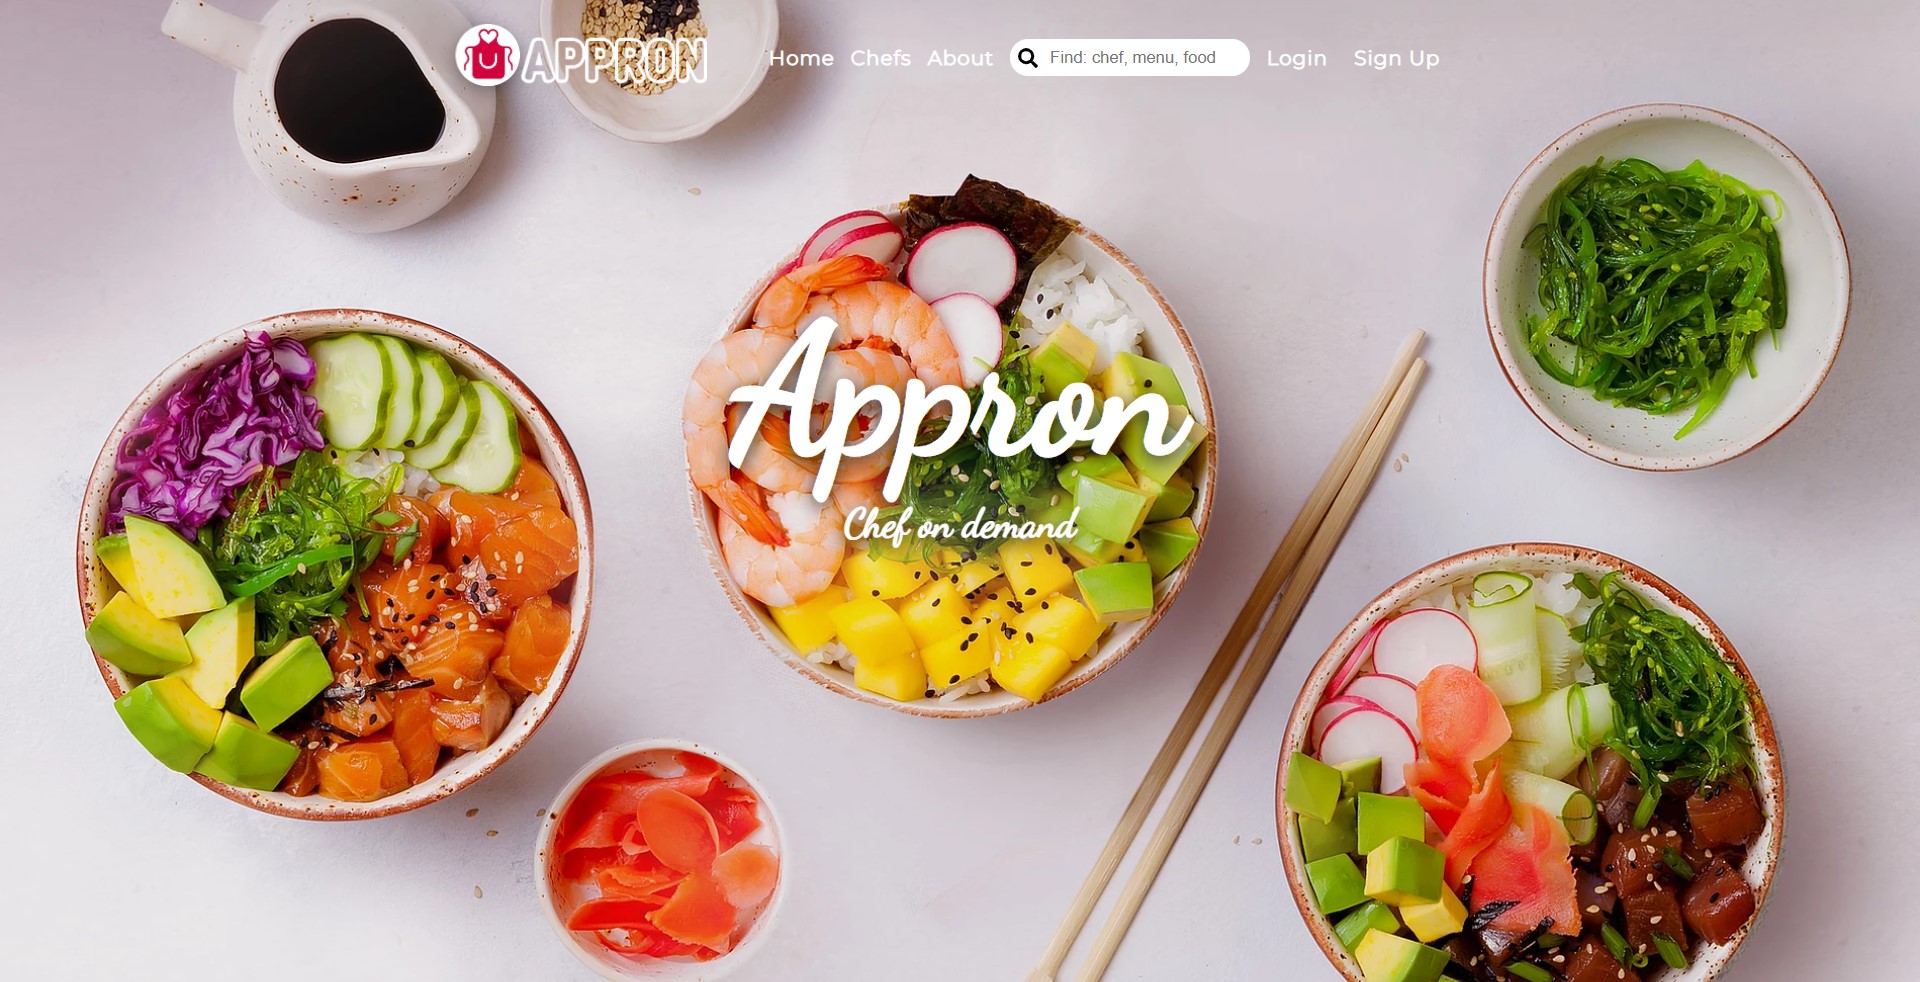 APPRON
Home Chefs About Find: chef, menu, food Login Sign Up
Appron
Chef on demand